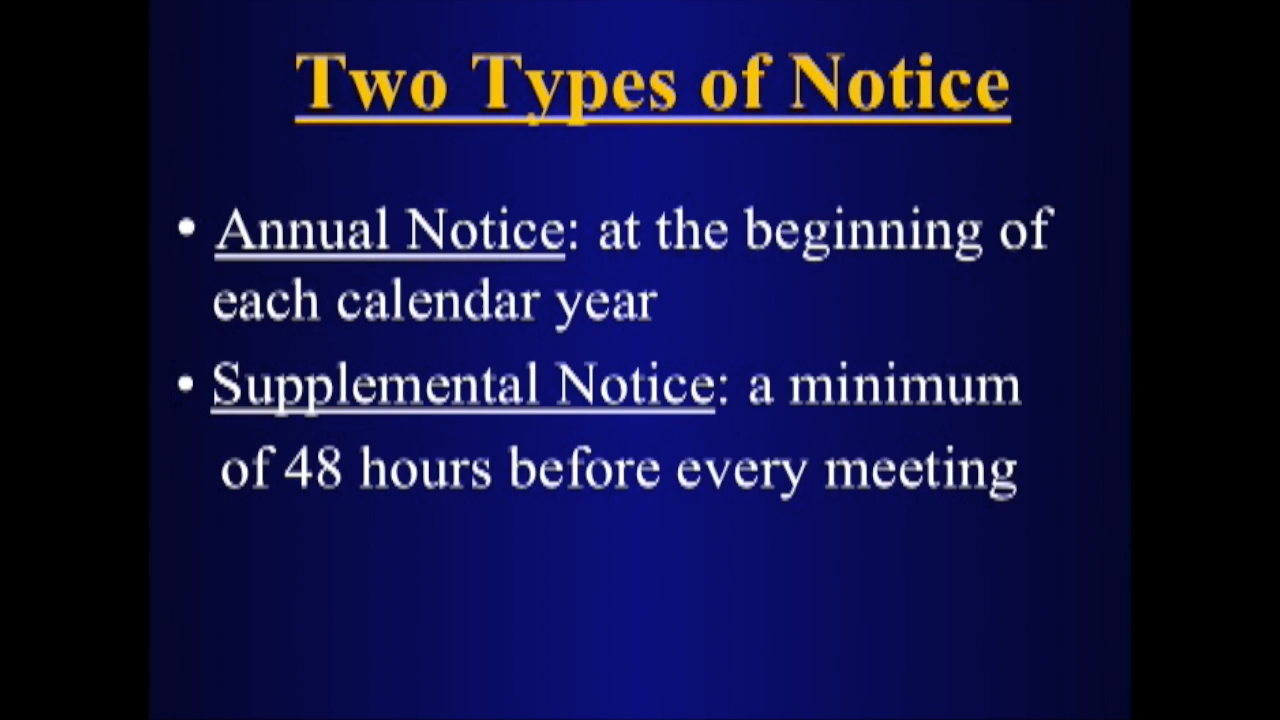 Two Types of Notice
• Annual Notice: at the beginning of
each calendar year
• Supplemental Notice: a minimum
of 48 hours before every meeting